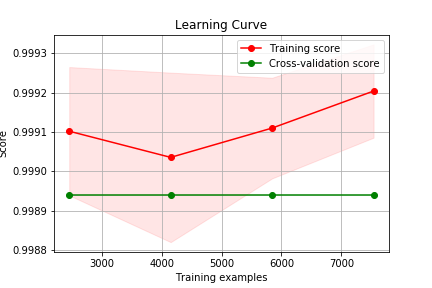 Learning Curve
Training score
Cross-validation score
0.9993
0.9992
0.9991
0.9990
0.9989
0.9988
Score
3000 4000 5000 6000 7000
Training examples